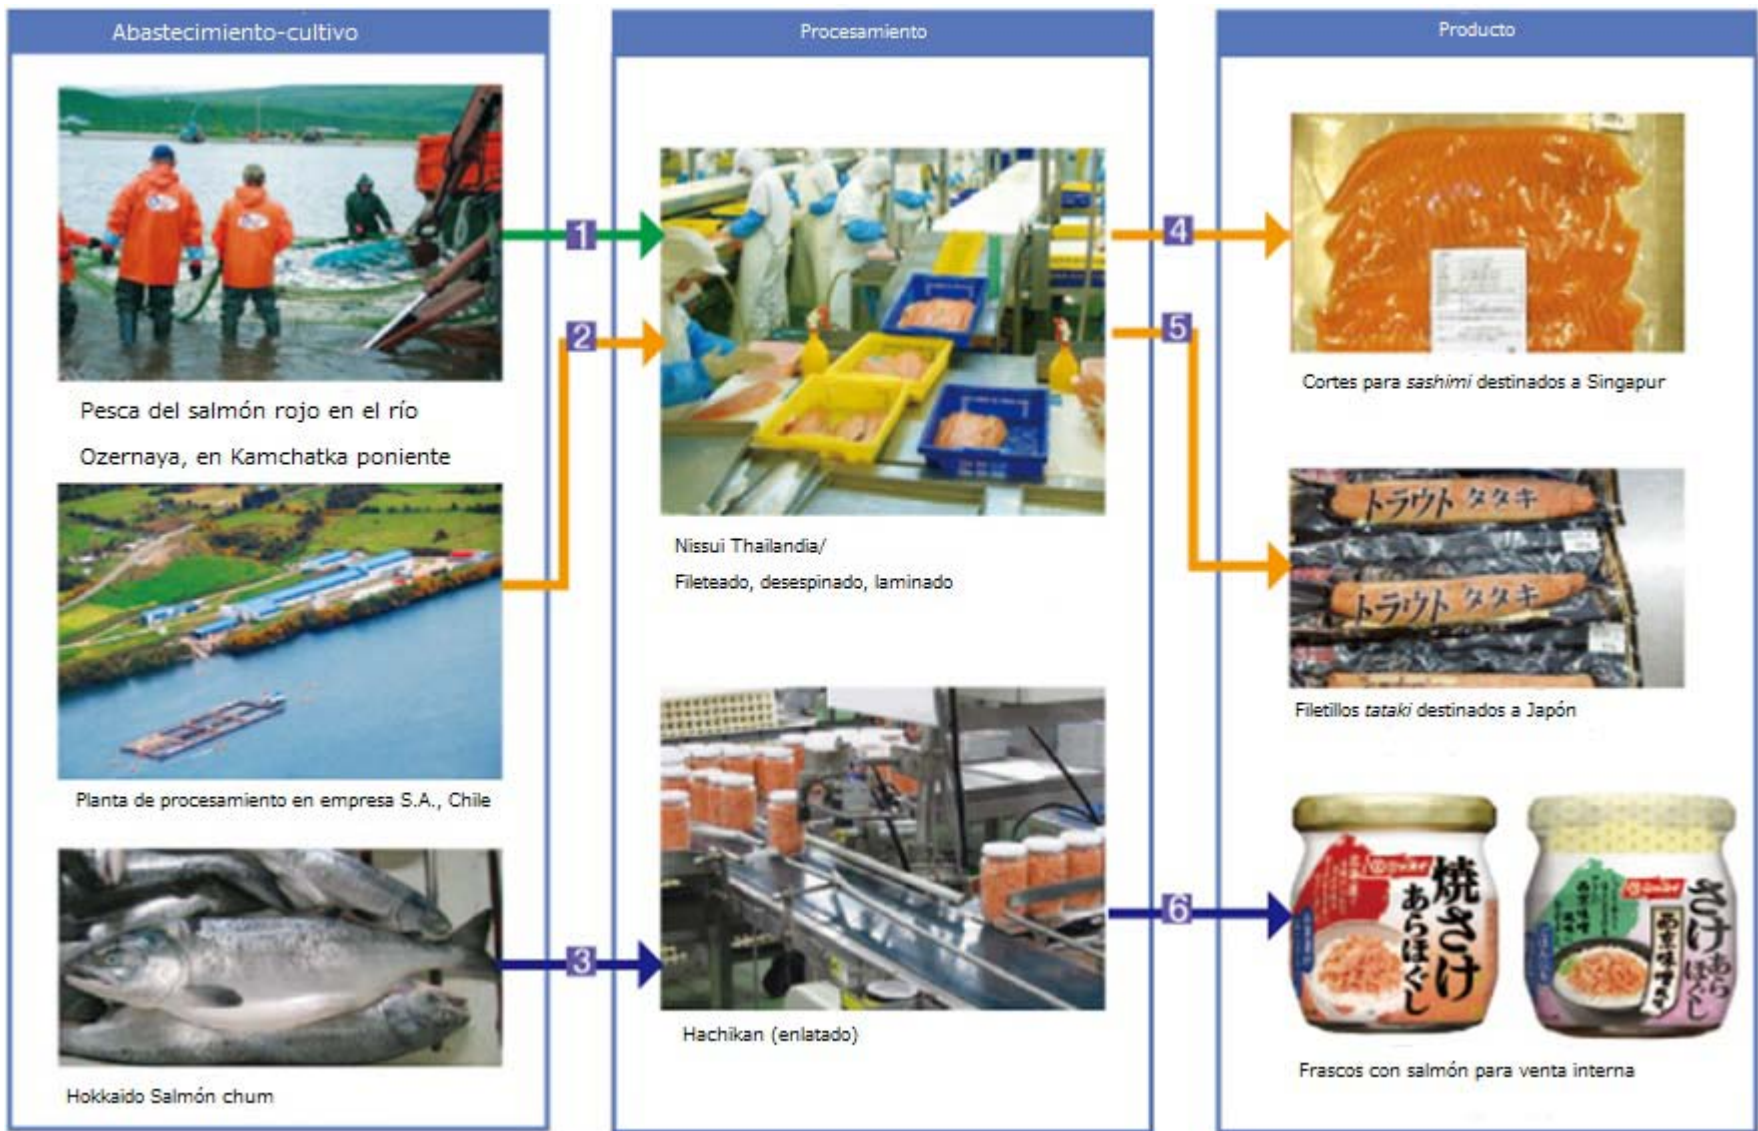 Abastecimiento-cultivo
Procesamiento
Producto
1
2
3
4
5
6
Pesca del salmón rojo en el río
Ozernaya, en Kamchatka poniente
Planta de procesamiento en empresa S.A., Chile
Hokkaido Salmón chum
Nissui Thailandia/
Fileteado, desespinado, laminado
Hachikan (enlatado)
Cortes para sashimi destinados a Singapur
トラウト タタキ
トラウト タタキ
Filetillos tataki destinados a Japón
焼さけ
あらほぐし
さけあら
ほぐし
西京味噌
Frascos con salmón para venta interna